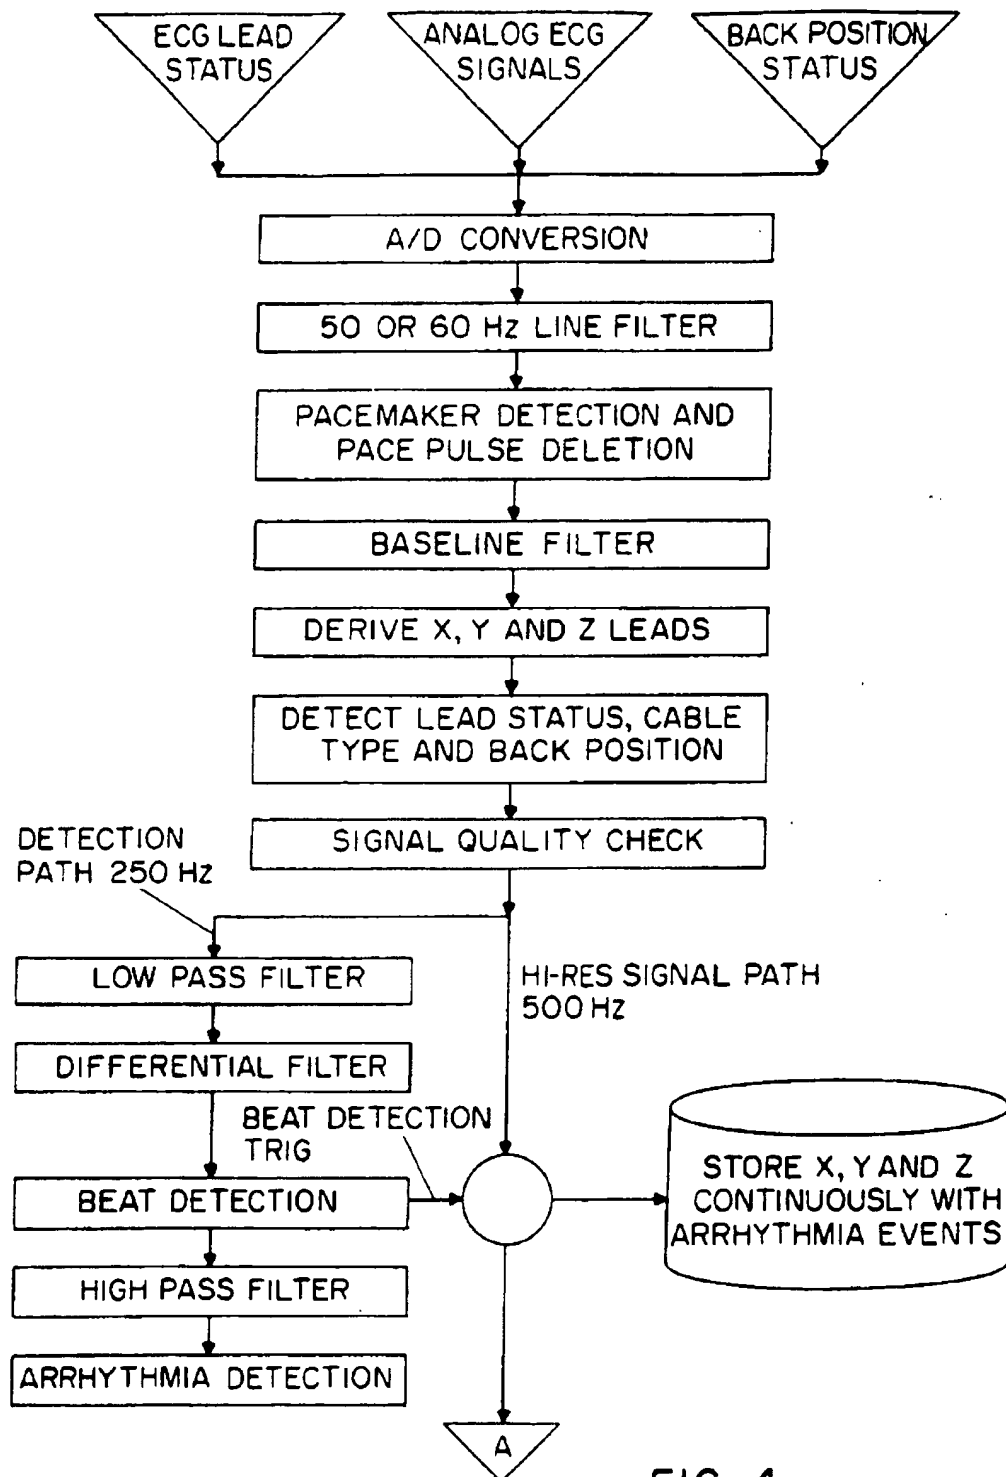 ECG LEAD
STATUS
ANALOG ECG
SIGNALS
BACK POSITION
STATUS
A/D CONVERSION
50 OR 60 Hz LINE FILTER
PACEMAKER DETECTION AND
PACE PULSE DELETION
BASELINE FILTER
DERIVE X, Y AND Z LEADS
DETECT LEAD STATUS, CABLE
TYPE AND BACK POSITION
SIGNAL QUALITY CHECK
DETECTION
PATH 250 Hz
LOW PASS FILTER
HI-RES SIGNAL PATH
500 Hz
DIFFERENTIAL FILTER
BEAT DETECTION
TRIG
BEAT DETECTION
STORE X, Y AND Z
CONTINUOUSLY WITH
ARRHYTHMIA EVENTS
HIGH PASS FILTER
ARRHYTHMIA DETECTION
A